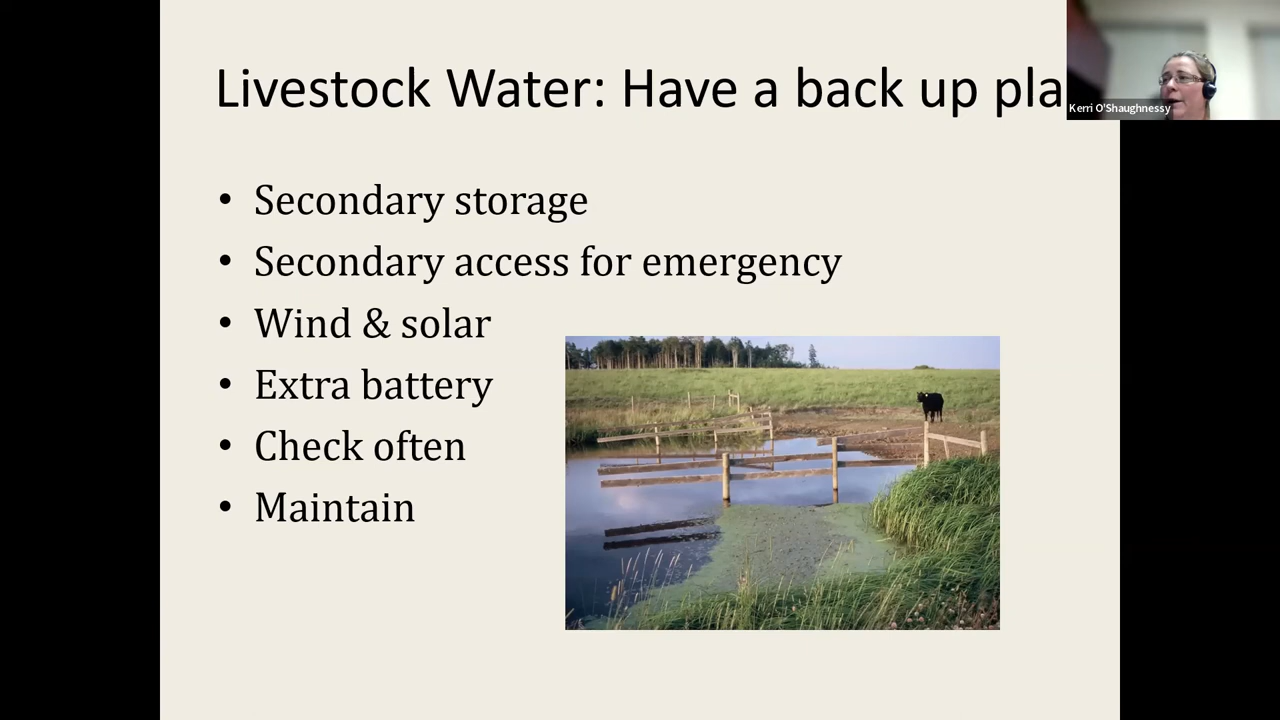 Livestock Water: Have a back up pla
Kerri O'Shaughnessy
• Secondary storage
• Secondary access for emergency
• Wind & solar
• Extra battery
• Check often
• Maintain